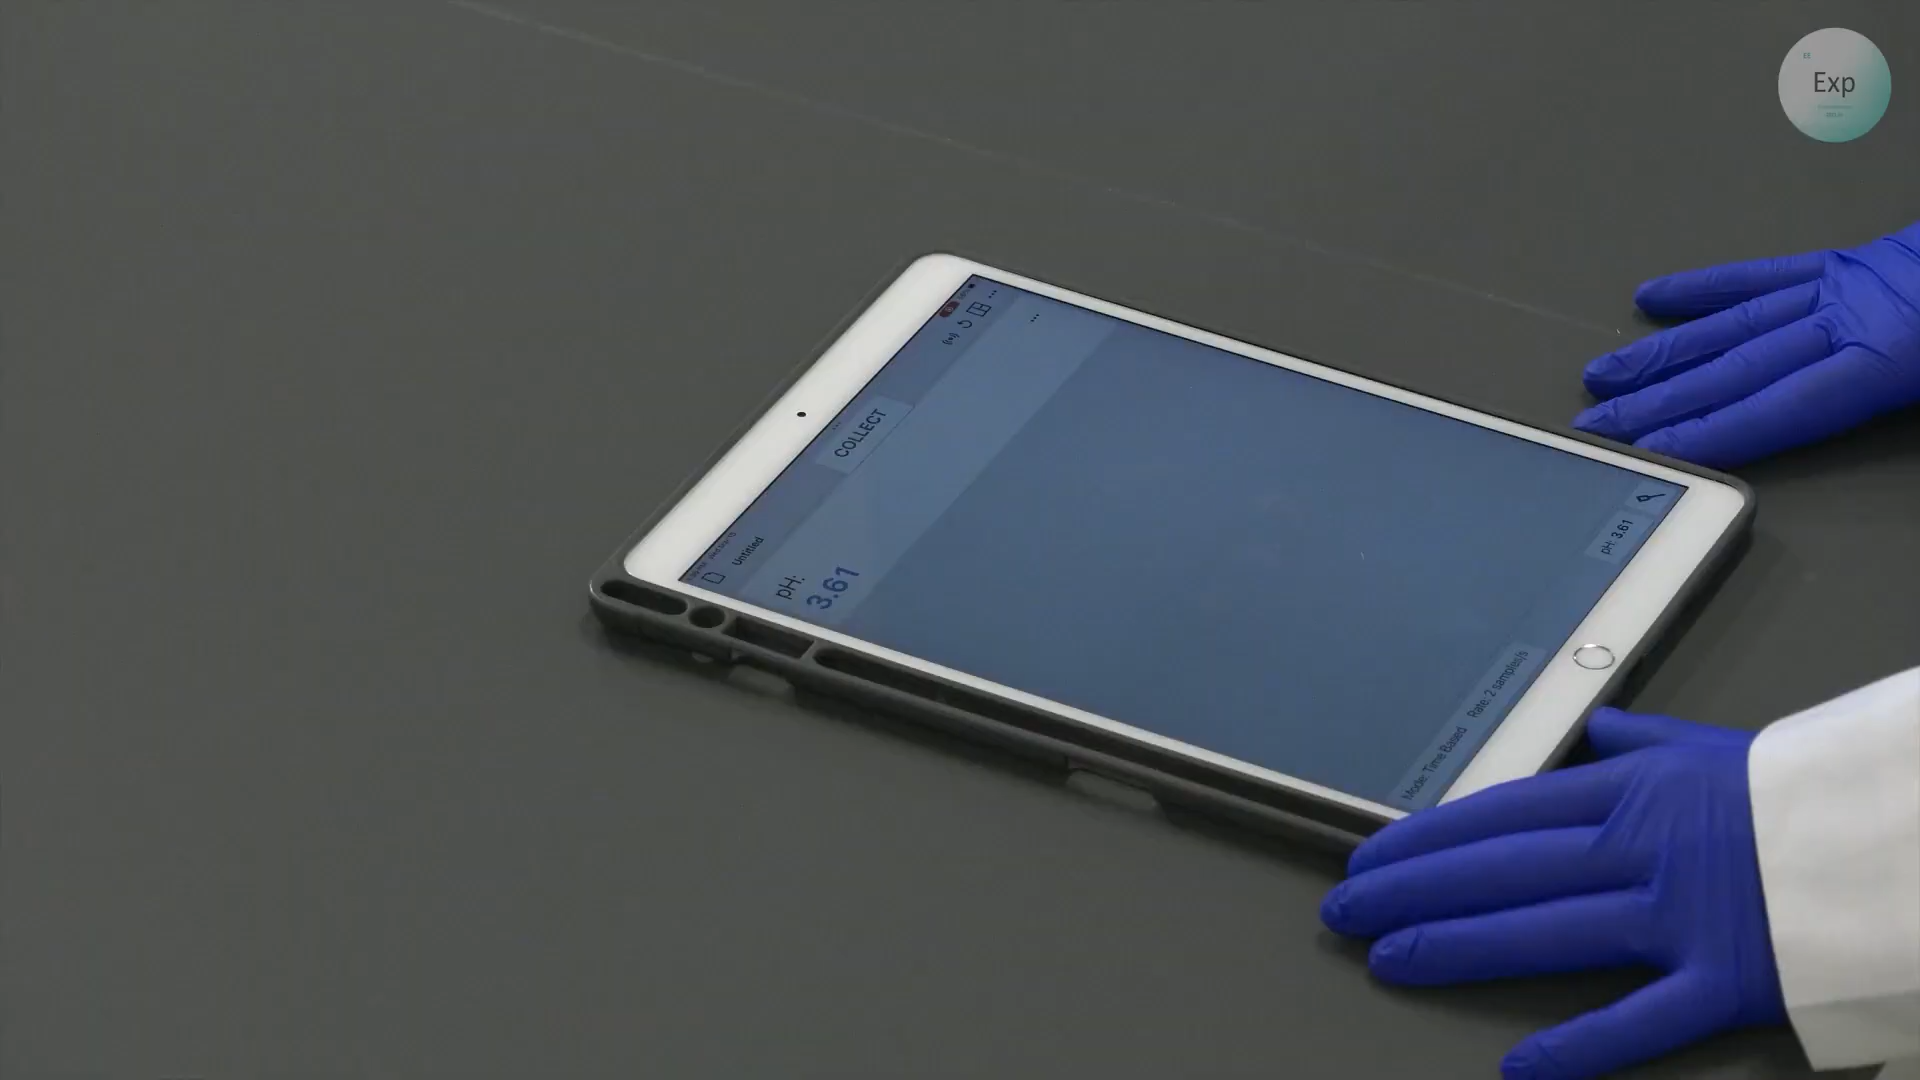 Exp
Untitled
COLLECT
pH:
3.61
pH: 3.61
Mode: Time Based Rate: 2 samples/s